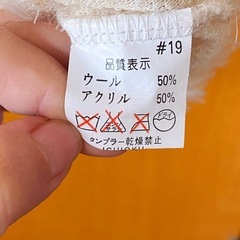 #19
品質表示
ウール 50%
アクリル 50%
ドライ
タンブラー乾燥禁止